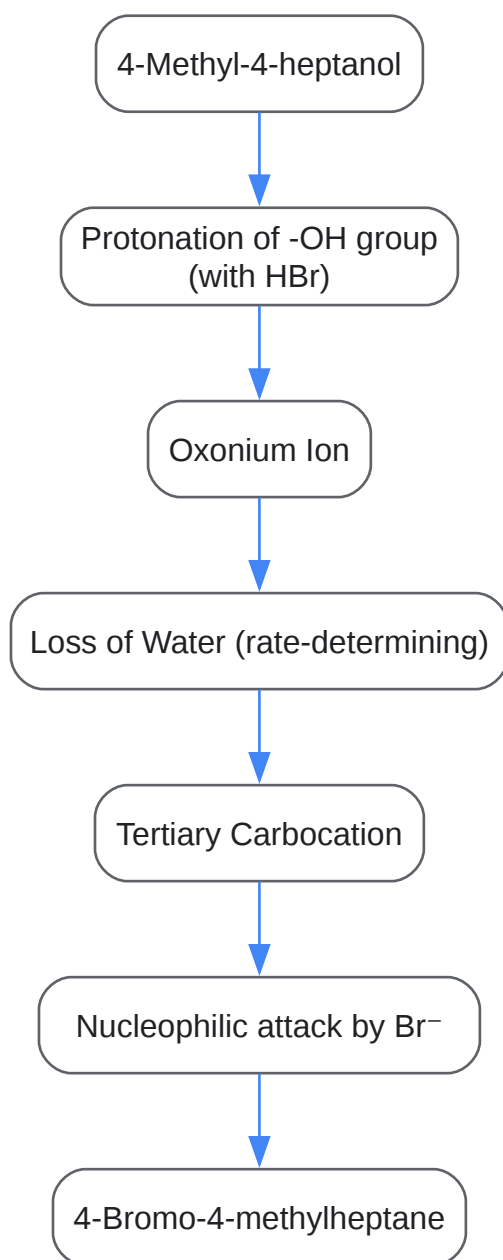 4-Methyl-4-heptanol
Protonation of -OH group
(with HBr)
Oxonium Ion
Loss of Water (rate-determining)
Tertiary Carbocation
Nucleophilic attack by Br⁻
4-Bromo-4-methylheptane